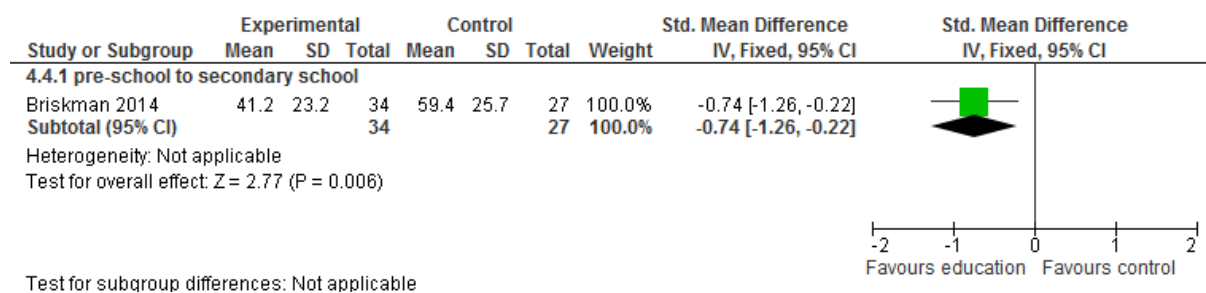 Experimental Control Std. Mean Difference Std. Mean Difference
Study or Subgroup Mean SD Total Mean SD Total Weight IV, Fixed, 95% CI IV, Fixed, 95% CI
4.4.1 pre-school to secondary school
Briskman 2014 41.2 23.2 34 59.4 25.7 27 100.0% -0.74 [-1.26, -0.22]
Subtotal (95% CI) 34 27 100.0% -0.74 [-1.26, -0.22]
Heterogeneity: Not applicable
Test for overall effect: Z = 2.77 (P = 0.006)
-2 -1 0 1 2
Favours education Favours control
Test for subgroup differences: Not applicable